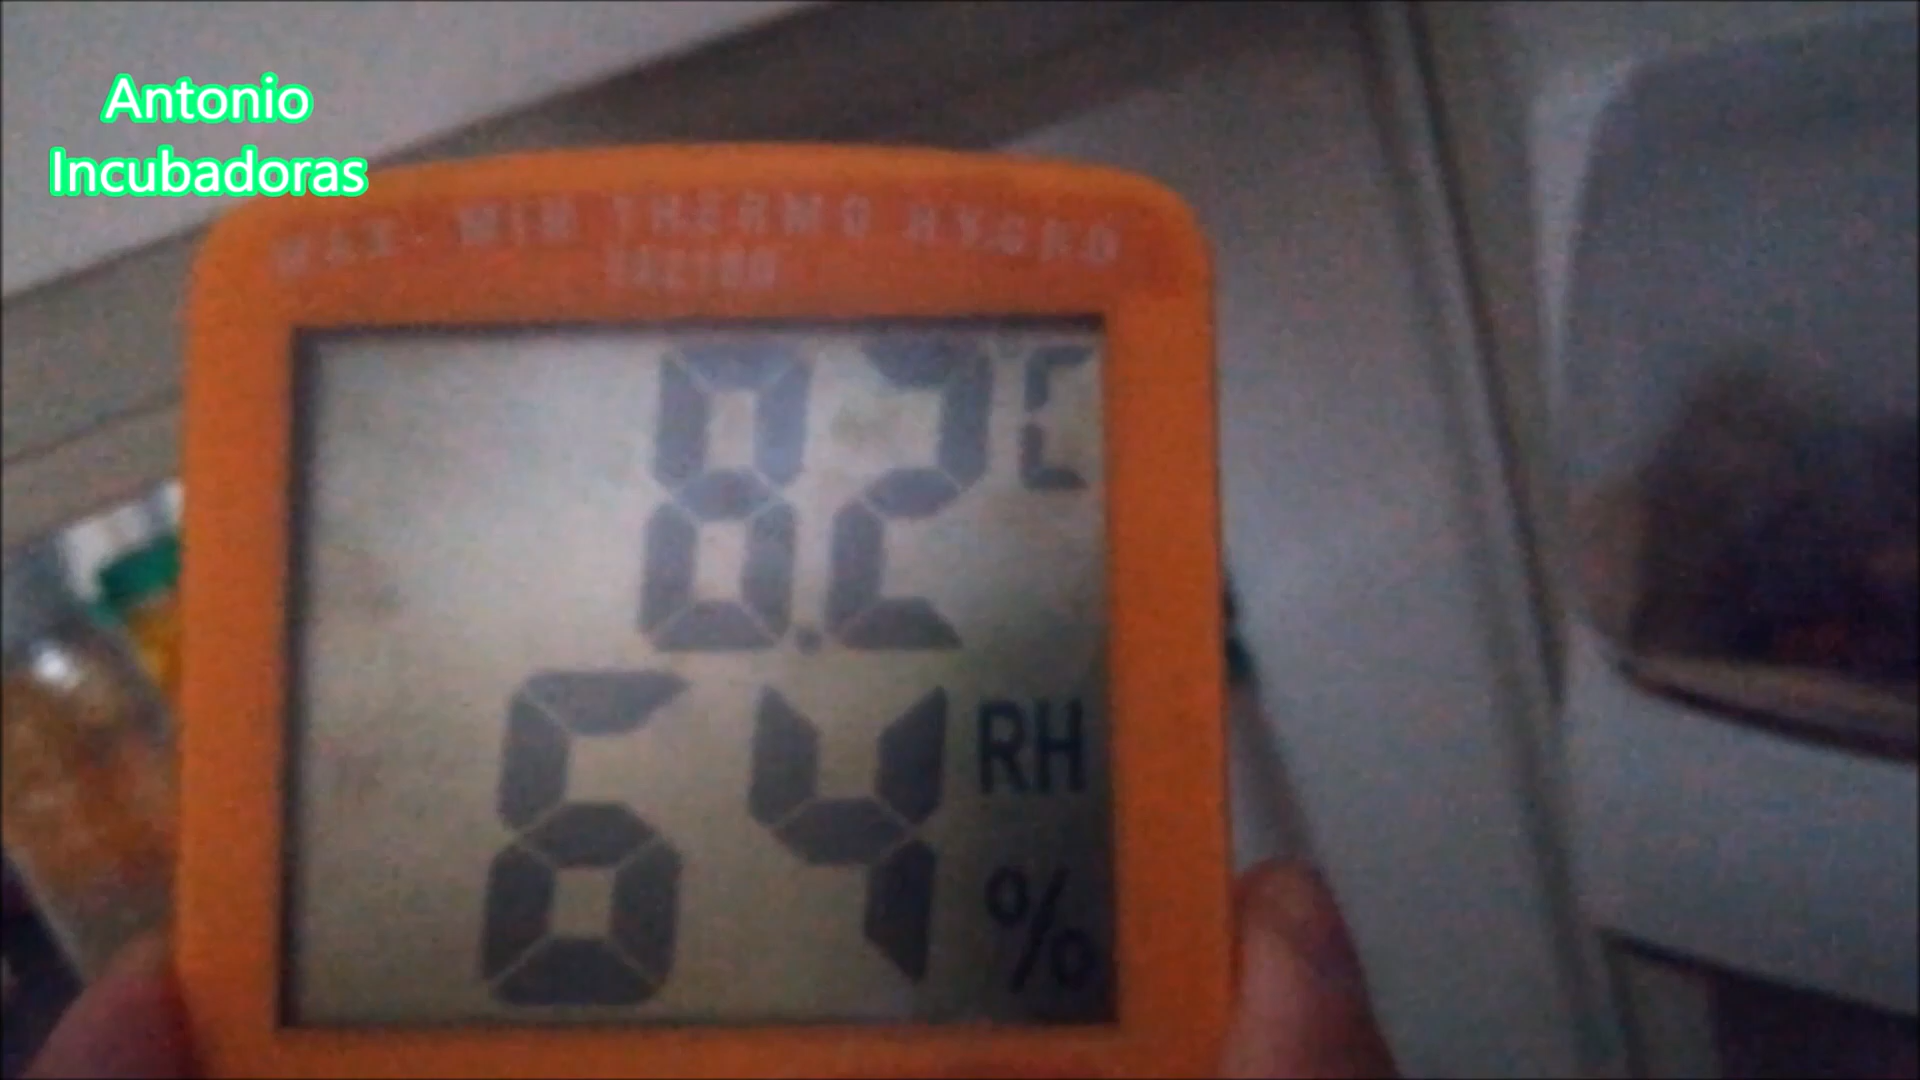 Antonio
Incubadoras
MAX. MIN THERMO HYGRO
8.2 °C
64 RH
%